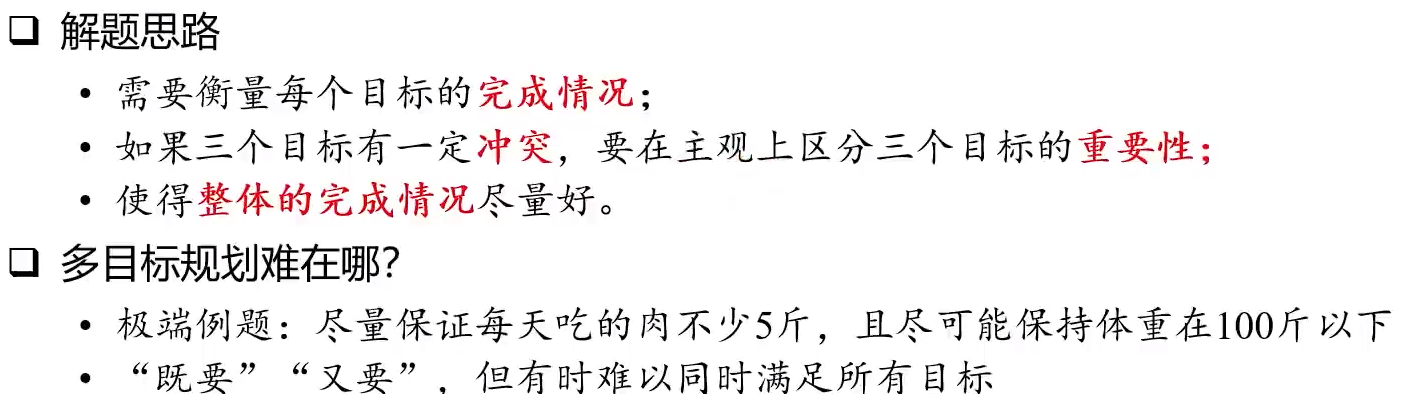 ❑ 解题思路
• 需要衡量每个目标的完成情况；
• 如果三个目标有一定冲突，要在主观上区分三个目标的重要性；
• 使得整体的完成情况尽量好。
❑ 多目标规划难在哪？
• 极端例题：尽量保证每天吃的肉不少5斤，且尽可能保持体重在100斤以下
• “既要”“又要”，但有时难以同时满足所有目标